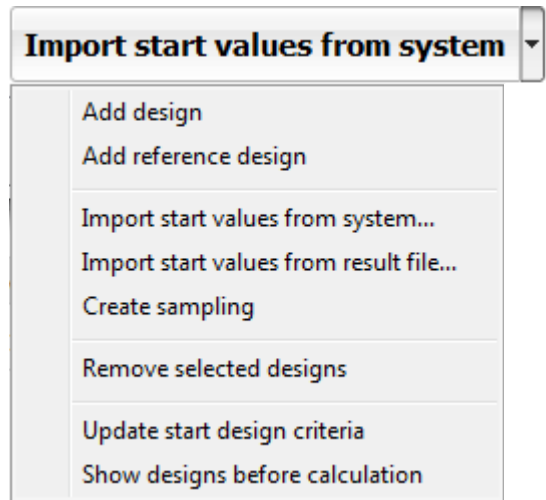 Import start values from system
Add design
Add reference design
Import start values from system...
Import start values from result file...
Create sampling
Remove selected designs
Update start design criteria
Show designs before calculation